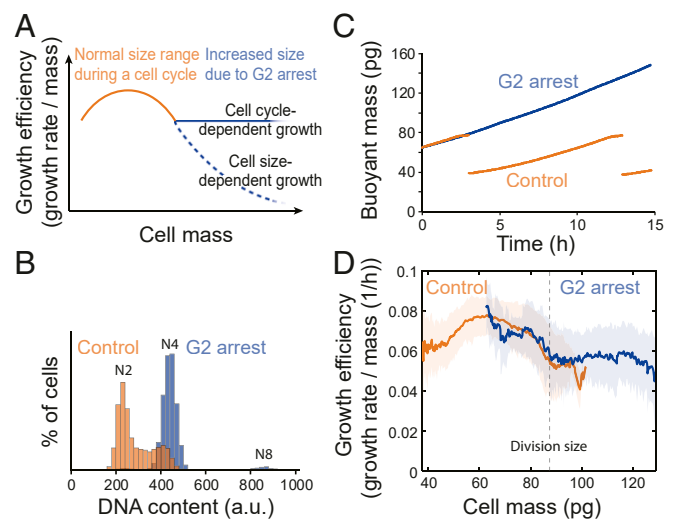 A
Growth efficiency
(growth rate / mass)
Normal size range
during a cell cycle
Increased size
due to G2 arrest
Cell cycle-
dependent growth
Cell size-
dependent growth
Cell mass
B
% of cells
Control
N2
N4
G2 arrest
N8
0
200
400
600
800
1000
DNA content (a.u.)
C
Buoyant mass (pg)
160
120
80
40
0
G2 arrest
Control
0
5
10
15
Time (h)
D
Growth efficiency
(growth rate / mass (1/h))
0.1
0.08
0.06
0.04
0.02
0
Control
G2 arrest
Division size
40
60
80
100
120
Cell mass (pg)